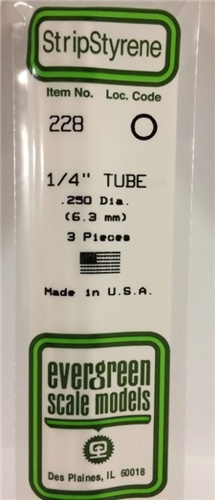 StripStyrene
Item No. Loc. Code
228
1/4" TUBE
.250 Dia.
(6.3 mm)
3 Pieces
Made in U.S.A.
evergreen
scale models
Des Plaines, IL 60018